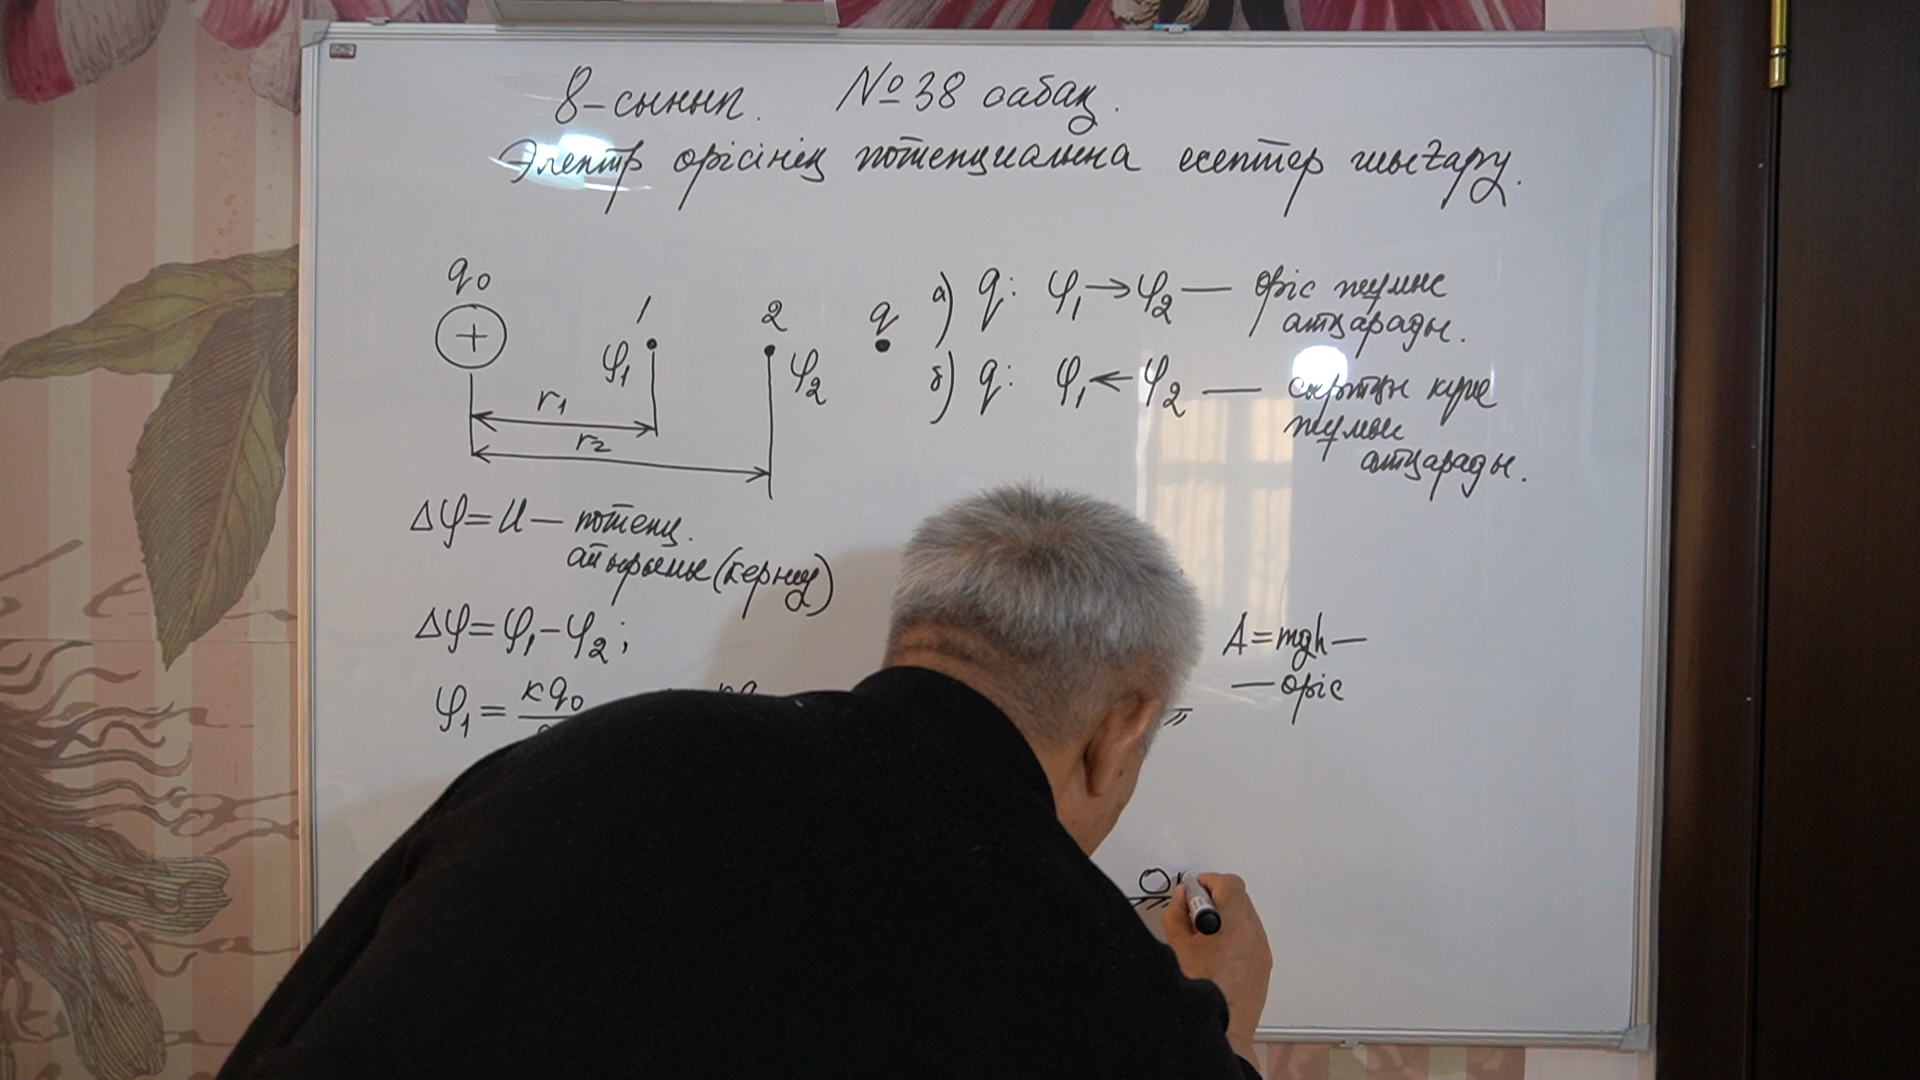 8-сынып. №38 сабақ.
Электр өрісінің потенциалына есептер шығару.
q₀
+
1
φ₁
2
φ₂
q
r₁
r₂
а) q: φ₁→φ₂ — өріс жұмыс
атқарады.
б) q: φ₁←φ₂ — сыртқы күш
жұмыс
атқарады.
Δφ=U— потенц.
айырымы (кернеу)
Δφ=φ₁-φ₂;
φ₁= kq₀
A=mgh—
—өріс